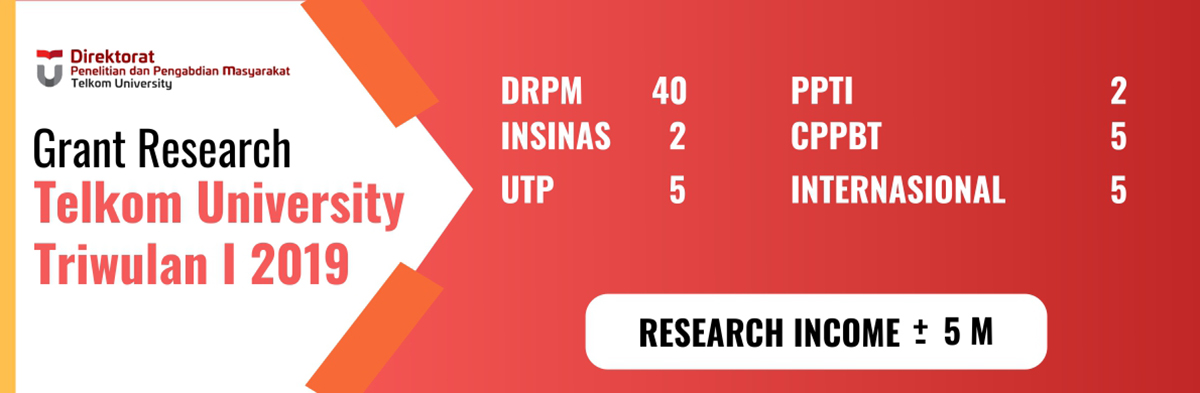 Direktorat
Penelitian dan Pengabdian Masyarakat
Telkom University
Grant Research
Telkom University
Triwulan I 2019
DRPM 40
INSINAS 2
UTP 5
PPTI 2
CPPBT 5
INTERNASIONAL 5
RESEARCH INCOME ± 5 M